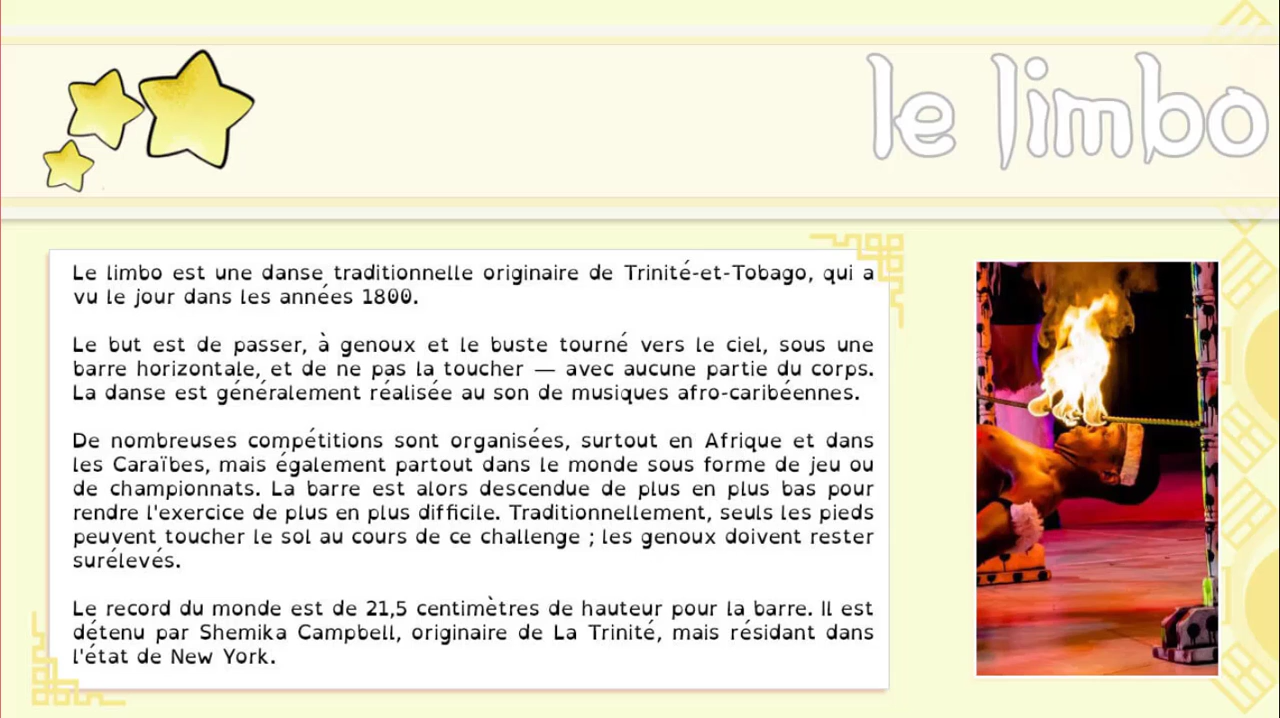 le limbo
Le limbo est une danse traditionnelle originaire de Trinité-et-Tobago, qui a
vu le jour dans les années 1800.
Le but est de passer, à genoux et le buste tourné vers le ciel, sous une
barre horizontale, et de ne pas la toucher — avec aucune partie du corps.
La danse est généralement réalisée au son de musiques afro-caribéennes.
De nombreuses compétitions sont organisées, surtout en Afrique et dans
les Caraïbes, mais également partout dans le monde sous forme de jeu ou
de championnats. La barre est alors descendue de plus en plus bas pour
rendre l'exercice de plus en plus difficile. Traditionnellement, seuls les pieds
peuvent toucher le sol au cours de ce challenge ; les genoux doivent rester
surélevés.
Le record du monde est de 21,5 centimètres de hauteur pour la barre. Il est
détenu par Shemika Campbell, originaire de La Trinité, mais résidant dans
l'état de New York.